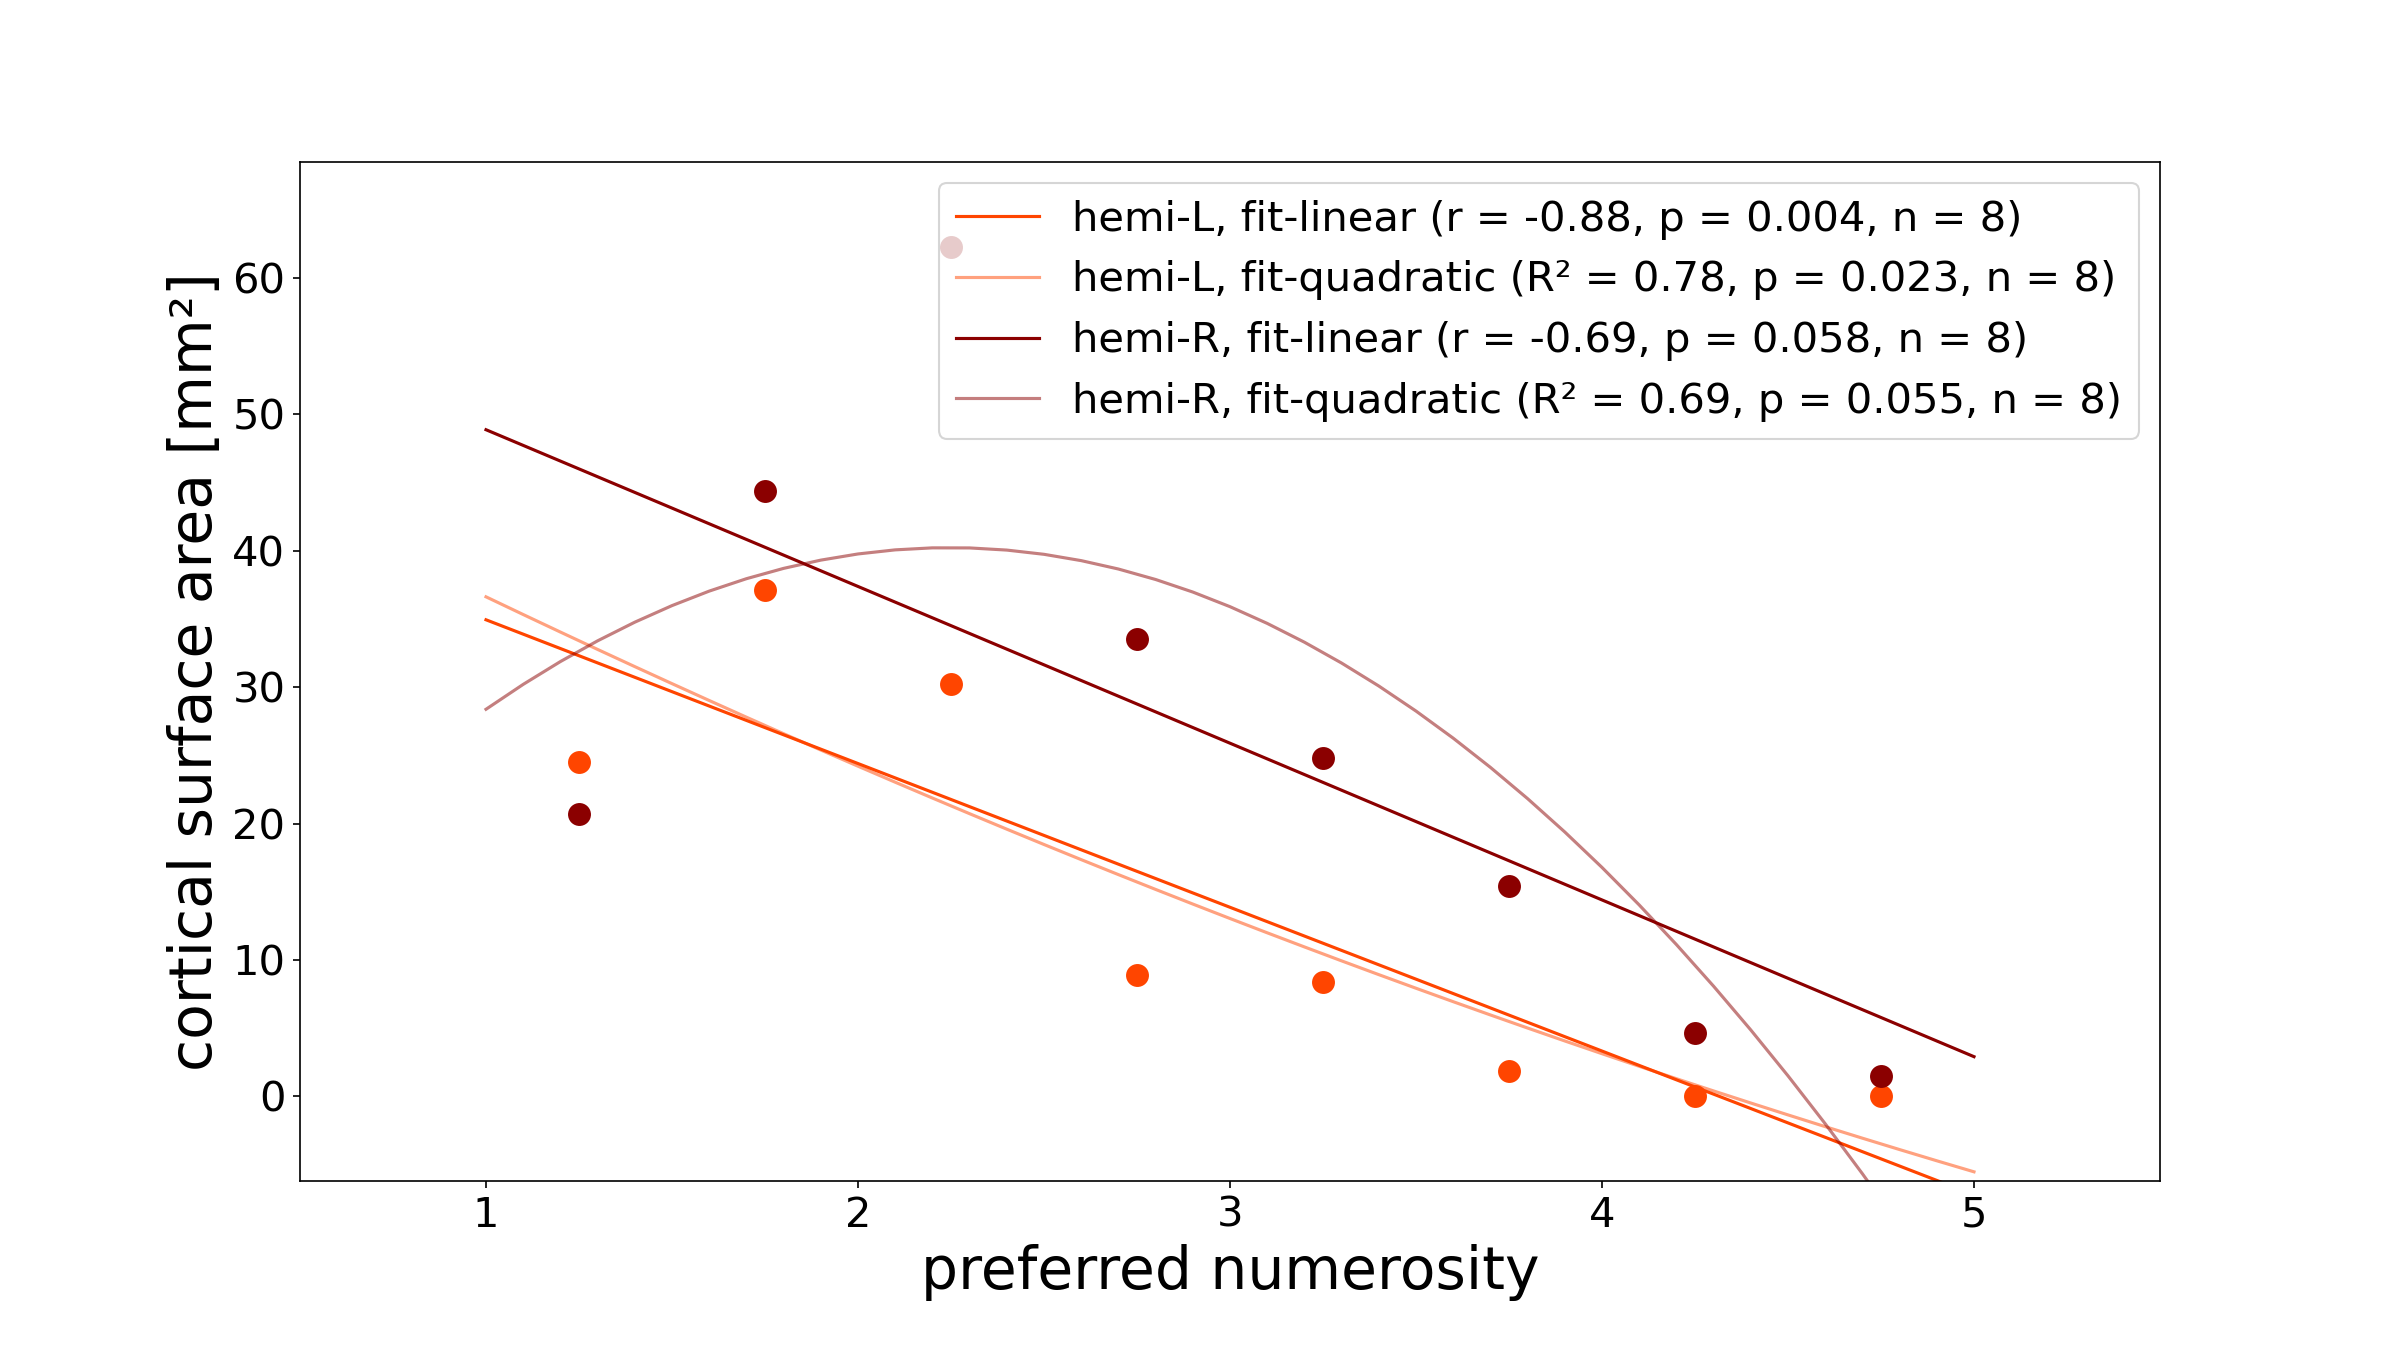 hemi-L, fit-linear (r = -0.88, p = 0.004, n = 8)
hemi-L, fit-quadratic (R² = 0.78, p = 0.023, n = 8)
hemi-R, fit-linear (r = -0.69, p = 0.058, n = 8)
hemi-R, fit-quadratic (R² = 0.69, p = 0.055, n = 8)
cortical surface area [mm²]
60
50
40
30
20
10
0
1 2 3 4 5
preferred numerosity